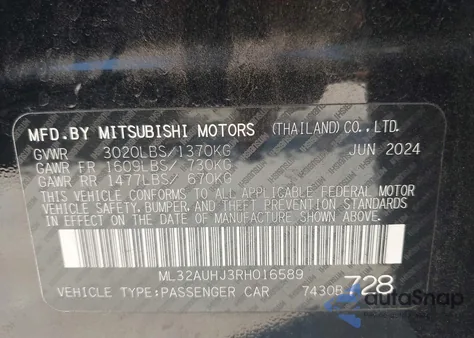 MFD.BY MITSUBISHI MOTORS (THAILAND) CO., LTD.
GVWR 3020LBS/1370KG JUN 2024
GAWR FR 1609LBS/ 730KG
GAWR RR 1477LBS/ 670KG
THIS VEHICLE CONFORMS TO ALL APPLICABLE FEDERAL MOTOR
VEHICLE SAFETY, BUMPER, AND THEFT PREVENTION STANDARDS
IN EFFECT ON THE DATE OF MANUFACTURE SHOWN ABOVE.
ML32AUHJ3RH016589
VEHICLE TYPE:PASSENGER CAR 7430B 728
autoSnap